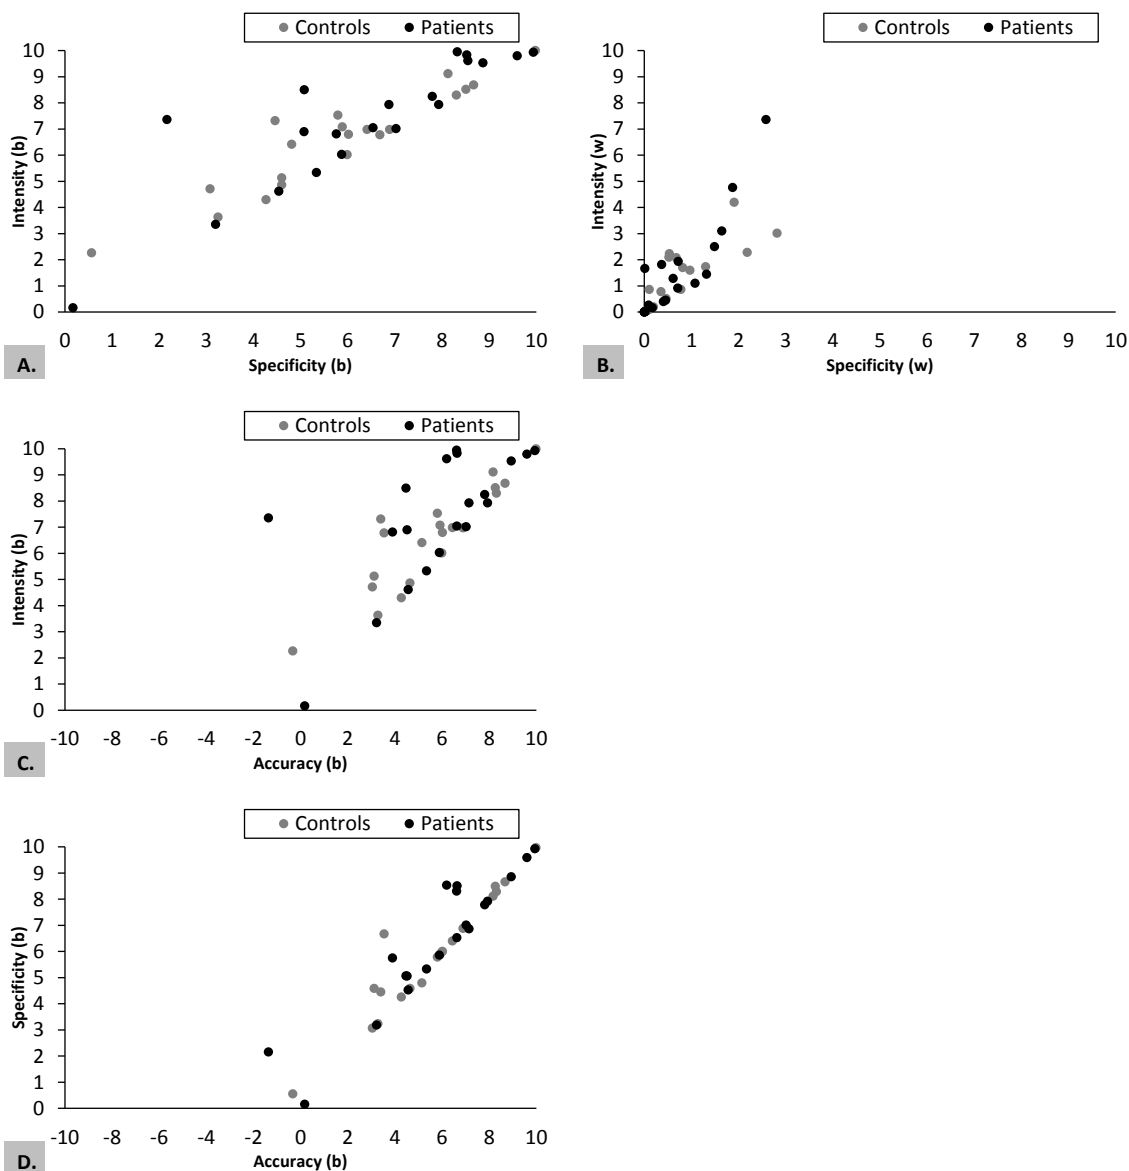 Controls Patients
10
9
8
7
6
5
4
3
2
1
0
Intensity (b)
0 1 2 3 4 5 6 7 8 9 10
Specificity (b)
A.
Controls Patients
10
9
8
7
6
5
4
3
2
1
0
Intensity (w)
0 1 2 3 4 5 6 7 8 9 10
Specificity (w)
B.
Controls Patients
10
9
8
7
6
5
4
3
2
1
0
Intensity (b)
-10 -8 -6 -4 -2 0 2 4 6 8 10
Accuracy (b)
C.
Controls Patients
10
9
8
7
6
5
4
3
2
1
0
Specificity (b)
-10 -8 -6 -4 -2 0 2 4 6 8 10
Accuracy (b)
D.